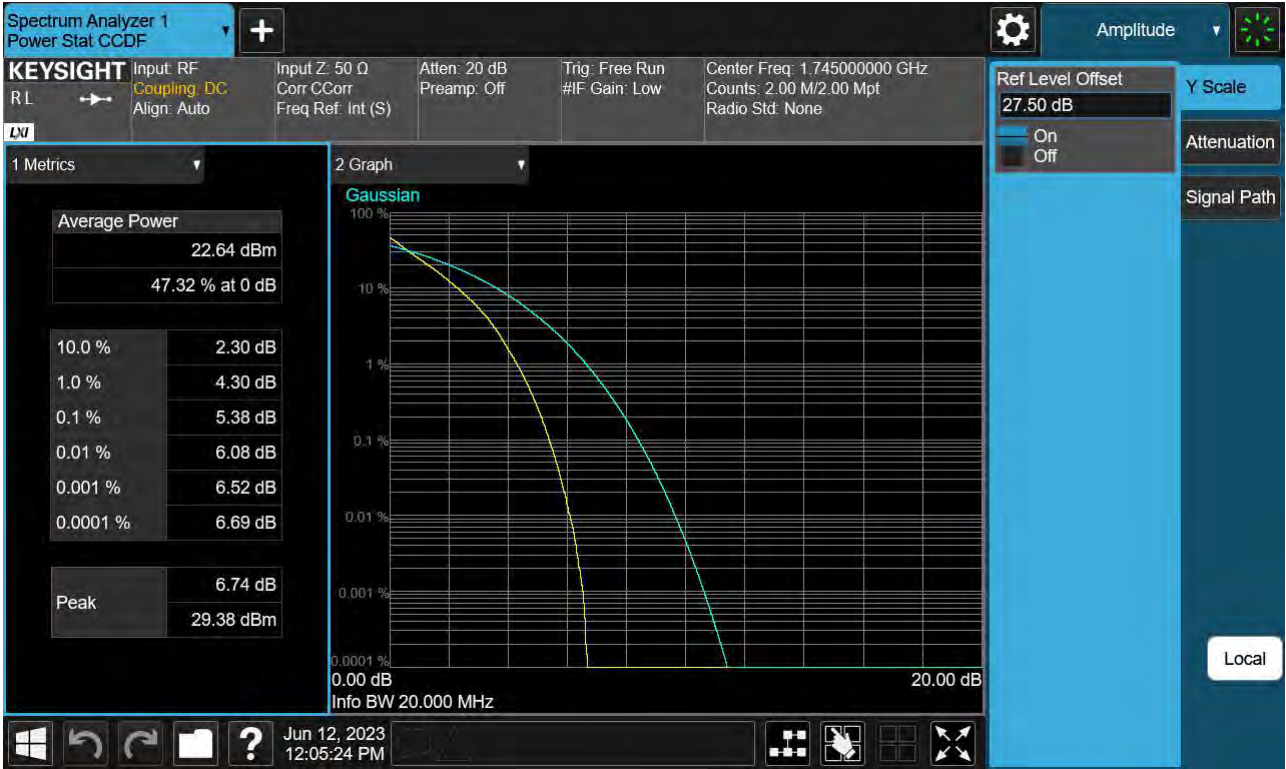 Spectrum Analyzer 1
Power Stat CCDF
Amplitude
KEYSIGHT
R L
LXI
Input: RF
Coupling: DC
Align: Auto
Input Z: 50 Ω
Corr CCorr
Freq Ref: Int (S)
Atten: 20 dB
Preamp: Off
Trig: Free Run
#IF Gain: Low
Center Freq: 1.745000000 GHz
Counts: 2.00 M/2.00 Mpt
Radio Std: None
Ref Level Offset
27.50 dB
On
Off
Y Scale
Attenuation
Signal Path
Local
1 Metrics
Average Power
22.64 dBm
47.32 % at 0 dB
10.0 % 2.30 dB
1.0 % 4.30 dB
0.1 % 5.38 dB
0.01 % 6.08 dB
0.001 % 6.52 dB
0.0001 % 6.69 dB
Peak
6.74 dB
29.38 dBm
2 Graph
Gaussian
100 %
10 %
1 %
0.1 %
0.01 %
0.001 %
0.0001 %
0.00 dB 20.00 dB
Info BW 20.000 MHz
?
Jun 12, 2023
12:05:24 PM